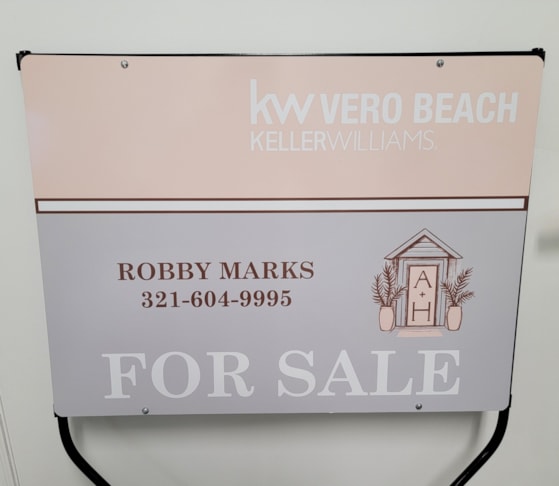 kw VERO BEACH
KELLERWILLIAMS.
ROBBY MARKS
321-604-9995
A
+
H
FOR SALE